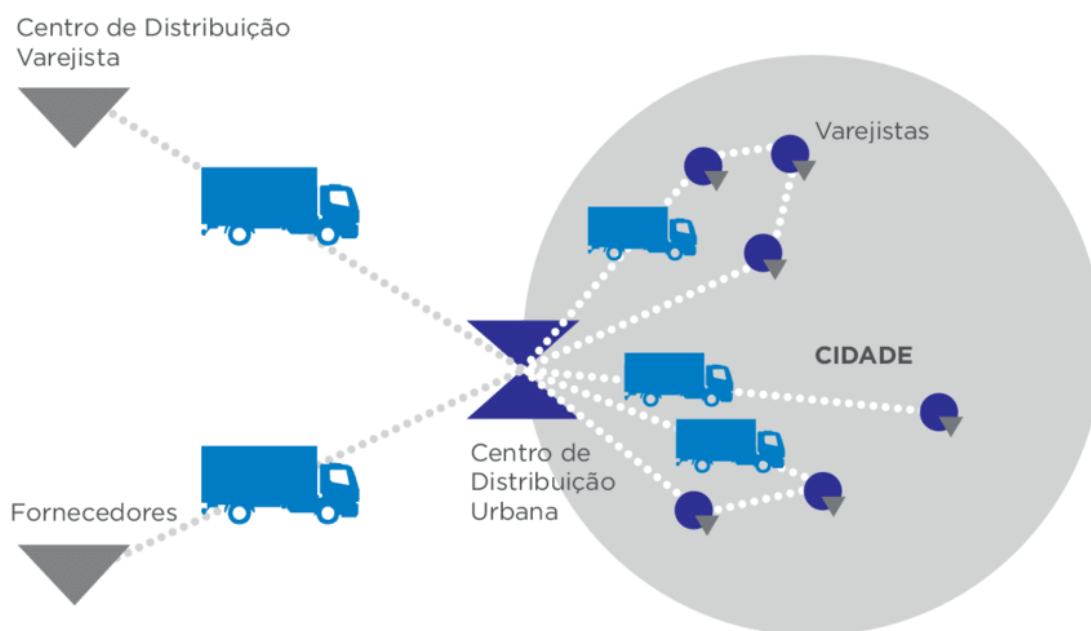 Centro de Distribuição
Varejista
Varejistas
CIDADE
Centro de
Distribuição
Urbana
Fornecedores